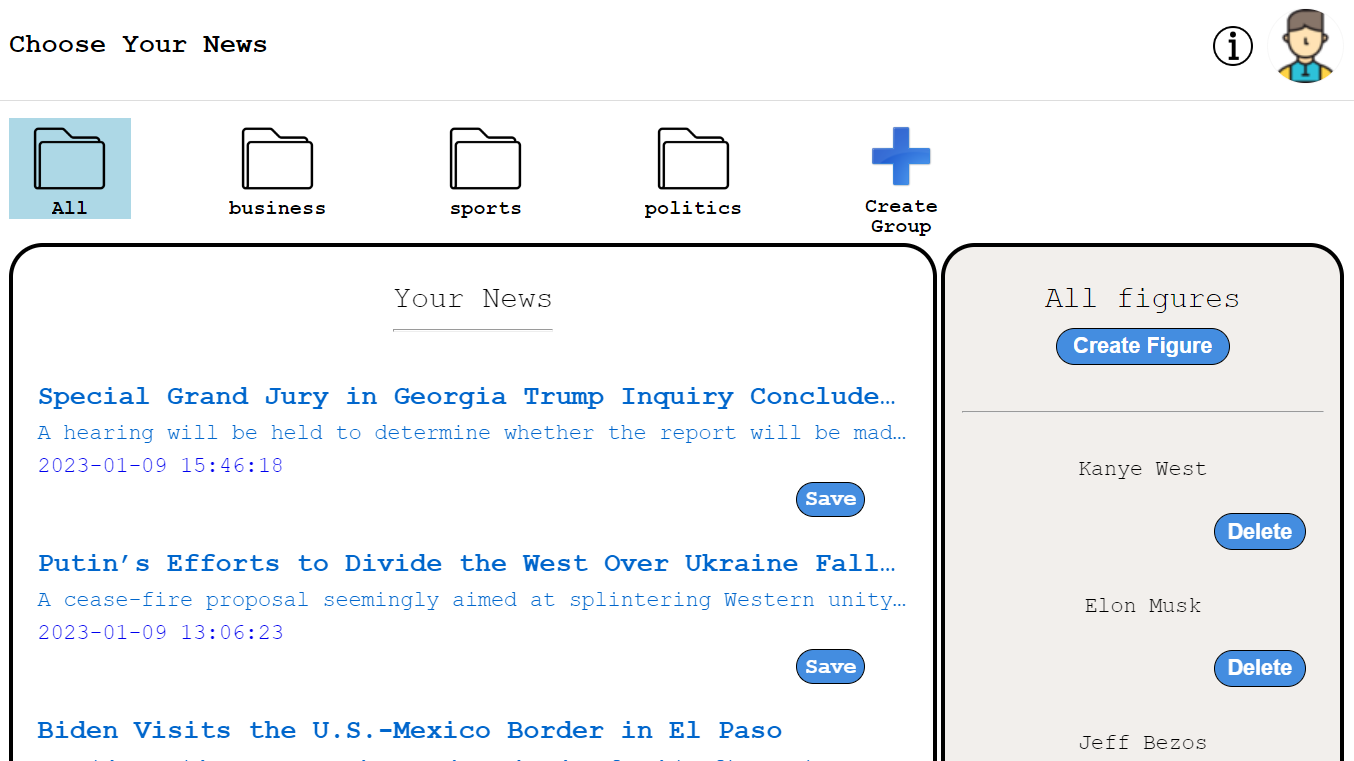 Choose Your News
All
business
sports
politics
Create
Group
Your News
Special Grand Jury in Georgia Trump Inquiry Conclude…
A hearing will be held to determine whether the report will be mad…
2023-01-09 15:46:18
Save
Putin’s Efforts to Divide the West Over Ukraine Fall…
A cease-fire proposal seemingly aimed at splintering Western unity…
2023-01-09 13:06:23
Save
Biden Visits the U.S.-Mexico Border in El Paso
All figures
Create Figure
Kanye West
Delete
Elon Musk
Delete
Jeff Bezos